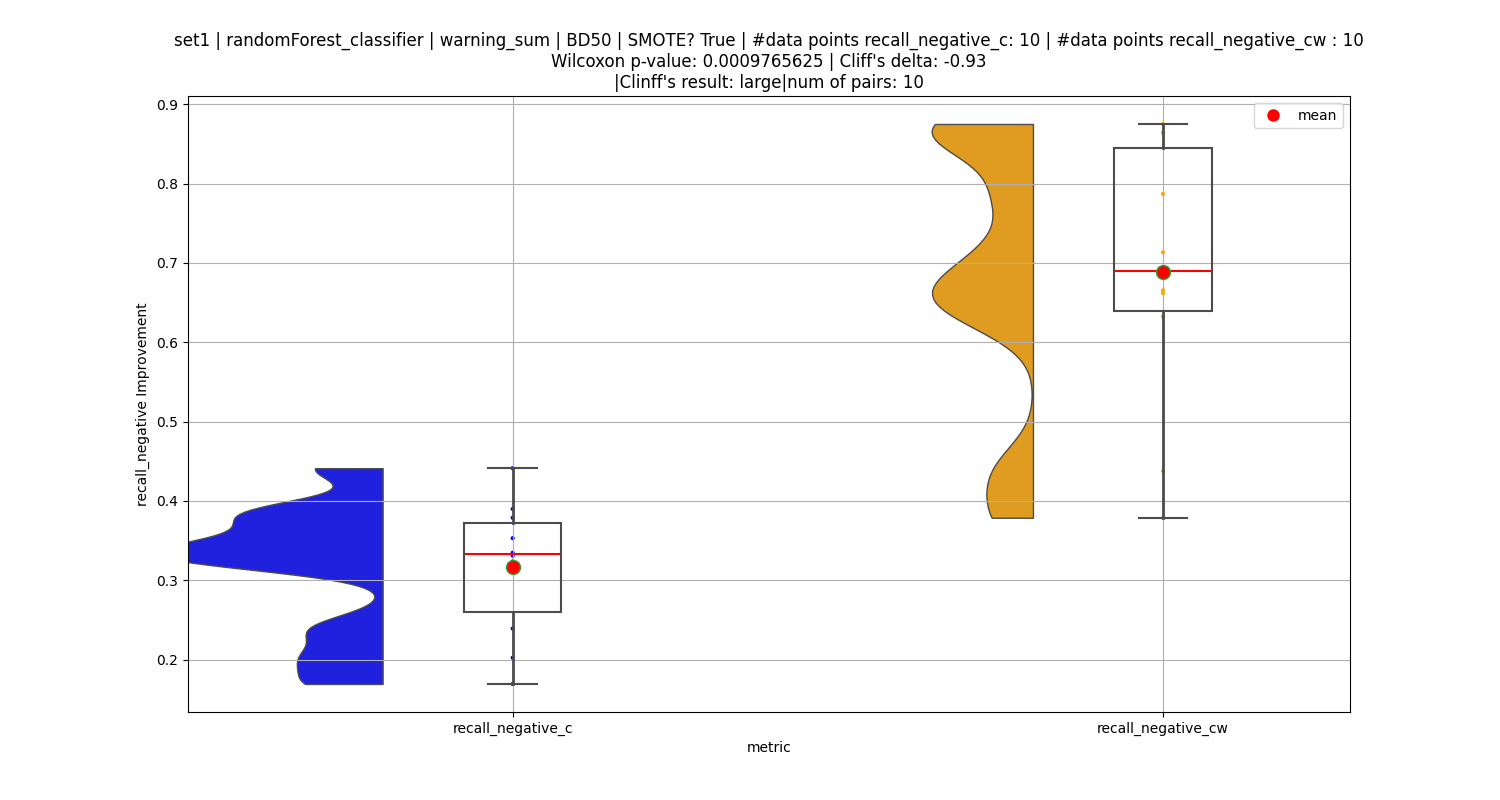 set1 | randomForest_classifier | warning_sum | BD50 | SMOTE? True | #data points recall_negative_c: 10 | #data points recall_negative_cw : 10
Wilcoxon p-value: 0.0009765625 | Cliff's delta: -0.93
|Clinff's result: large|num of pairs: 10
mean
0.9
0.8
0.7
0.6
0.5
0.4
0.3
0.2
recall_negative Improvement
recall_negative_c
recall_negative_cw
metric